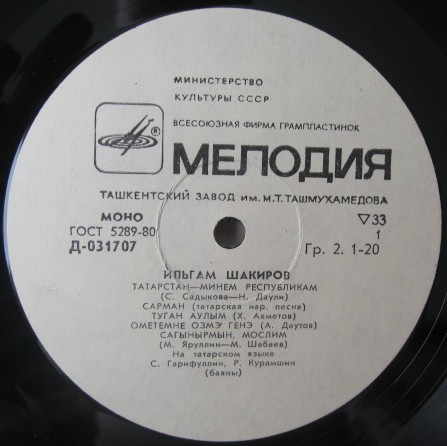 МИНИСТЕРСТВО
КУЛЬТУРЫ СССР
ВСЕСОЮЗНАЯ ФИРМА ГРАМПЛАСТИНОК
®
МЕЛОДИЯ
ТАШКЕНТСКИЙ ЗАВОД ИМ. М.Т. ТАШМУХАМЕДОВА
МОНО
ГОСТ 5289-80
Д-031707
▽33
1
Гр. 2. 1-20
ИЛЬГАМ ШАКИРОВ
ТАТАРСТАН—МИНЕМ РЕСПУБЛИКАМ
(С. Садыкова—Н. Даули)
САРМАН (татарская нар. песня)
ТУГАН АУЛЫМ (Х. Ахметов)
ОМЕТЕМНЕ ОЗМЭ ГЕНЭ (А. Даутов)
САГЫНЫРМЫН, МОСЛИМ
(М. Яруллин—М. Шабаев)
На татарском языке
С. Гарифуллин, Р. Курамшин
(баяны)